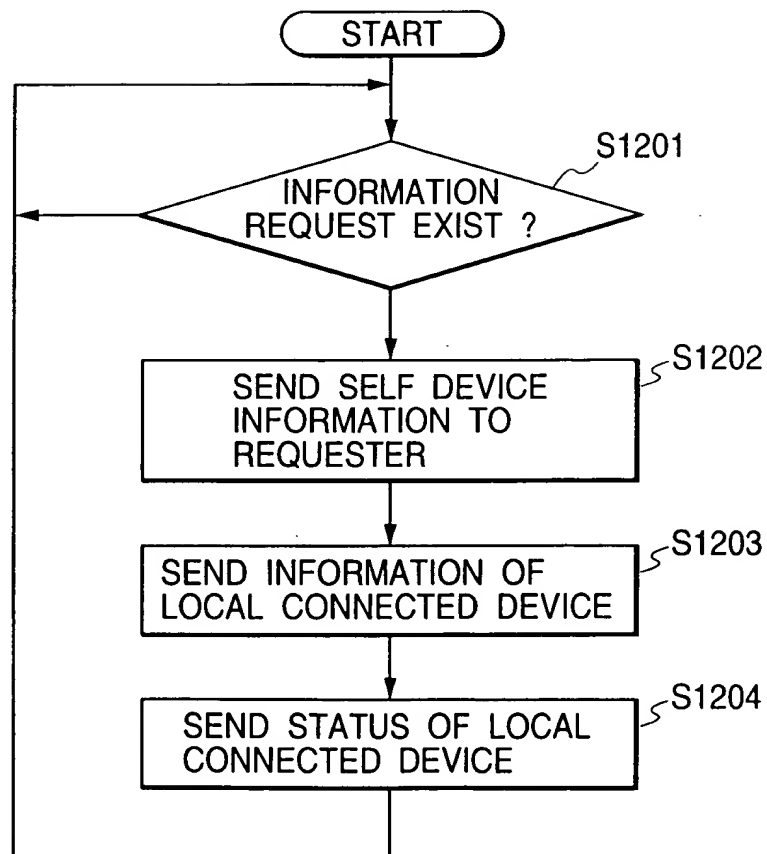 START
S1201
INFORMATION
REQUEST EXIST ?
S1202
SEND SELF DEVICE
INFORMATION TO
REQUESTER
S1203
SEND INFORMATION OF
LOCAL CONNECTED DEVICE
S1204
SEND STATUS OF LOCAL
CONNECTED DEVICE